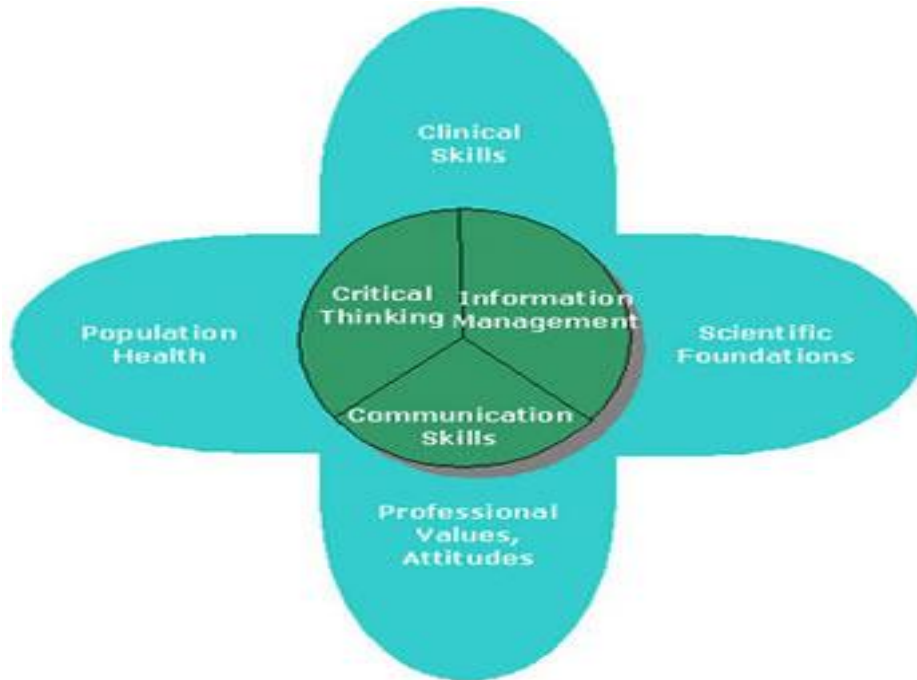 Clinical
Skills
Critical
Thinking
Information
Management
Population
Health
Scientific
Foundations
Communication
Skills
Professional
Values,
Attitudes